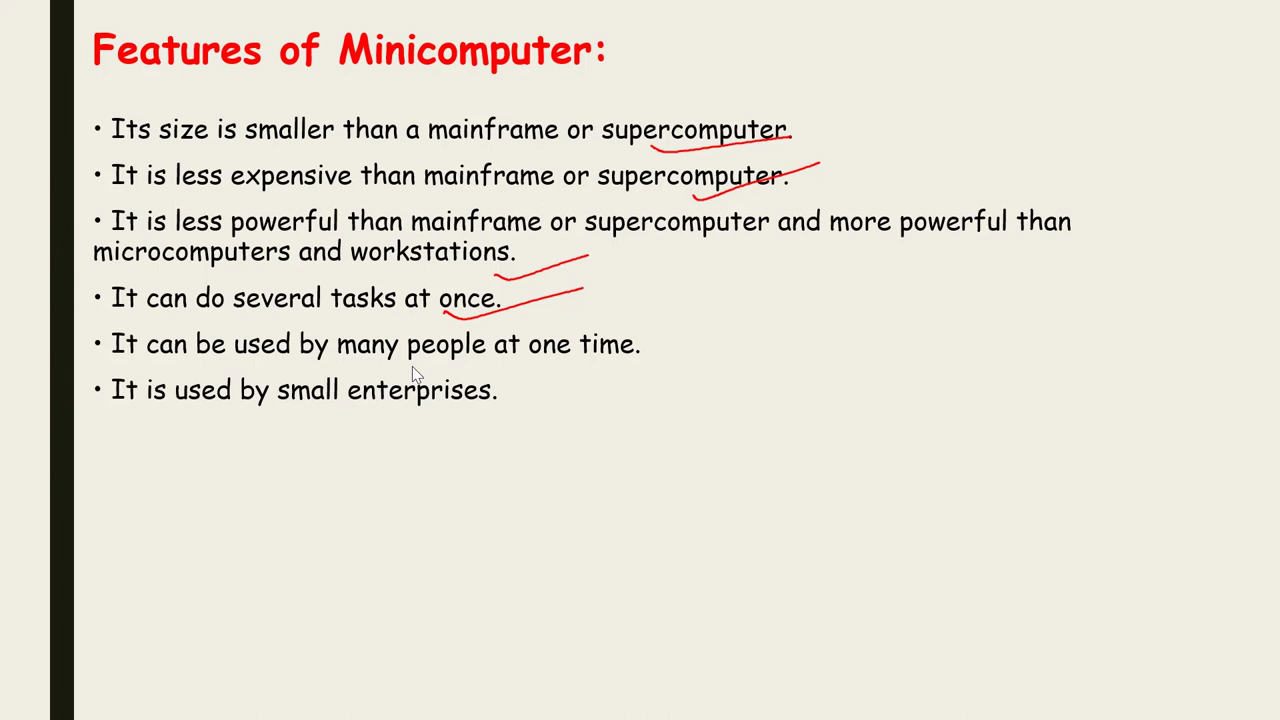 Features of Minicomputer:
• Its size is smaller than a mainframe or supercomputer.
• It is less expensive than mainframe or supercomputer.
• It is less powerful than mainframe or supercomputer and more powerful than
microcomputers and workstations.
• It can do several tasks at once.
• It can be used by many people at one time.
• It is used by small enterprises.